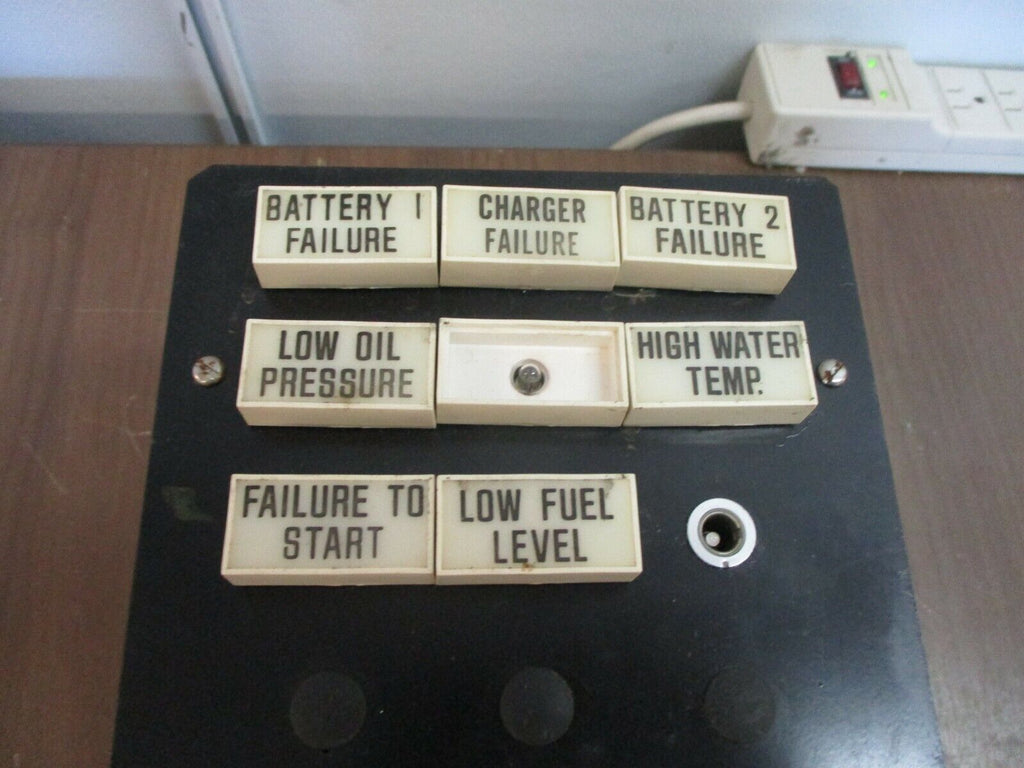 BATTERY 1
FAILURE
CHARGER
FAILURE
BATTERY 2
FAILURE
LOW OIL
PRESSURE
HIGH WATER
TEMP.
FAILURE TO
START
LOW FUEL
LEVEL